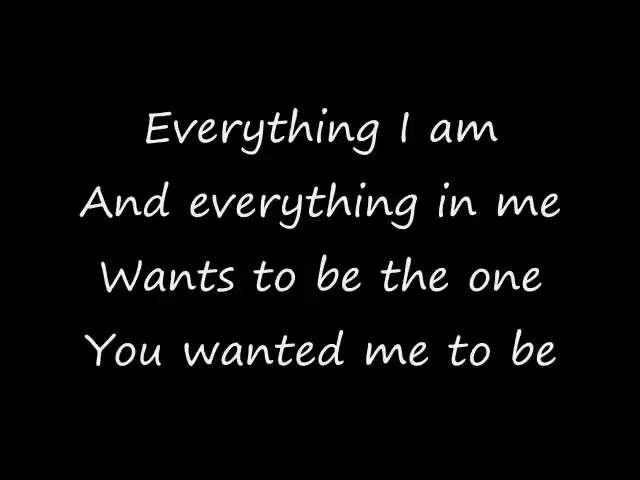 Everything I am
And everything in me
Wants to be the one
You wanted me to be